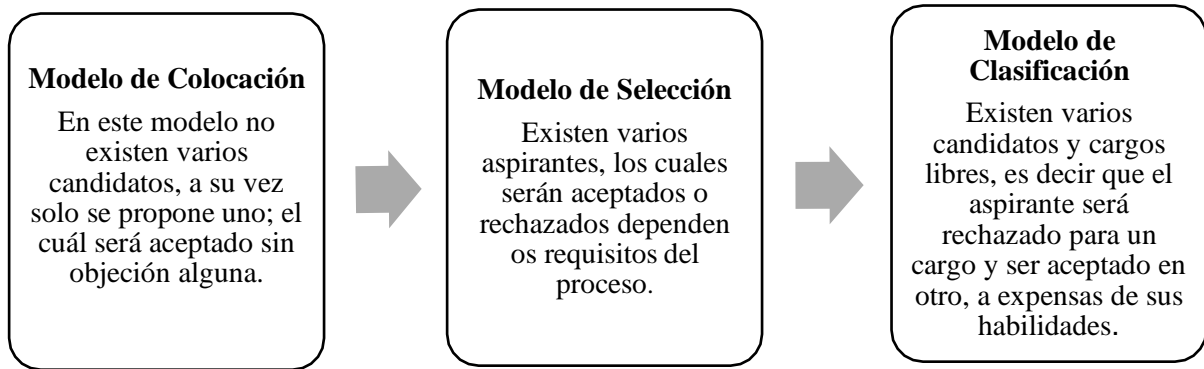 Modelo de Colocación
En este modelo no
existen varios
candidatos, a su vez
solo se propone uno; el
cuál será aceptado sin
objeción alguna.
Modelo de Selección
Existen varios
aspirantes, los cuales
serán aceptados o
rechazados dependen
os requisitos del
proceso.
Modelo de
Clasificación
Existen varios
candidatos y cargos
libres, es decir que el
aspirante será
rechazado para un
cargo y ser aceptado en
otro, a expensas de sus
habilidades.